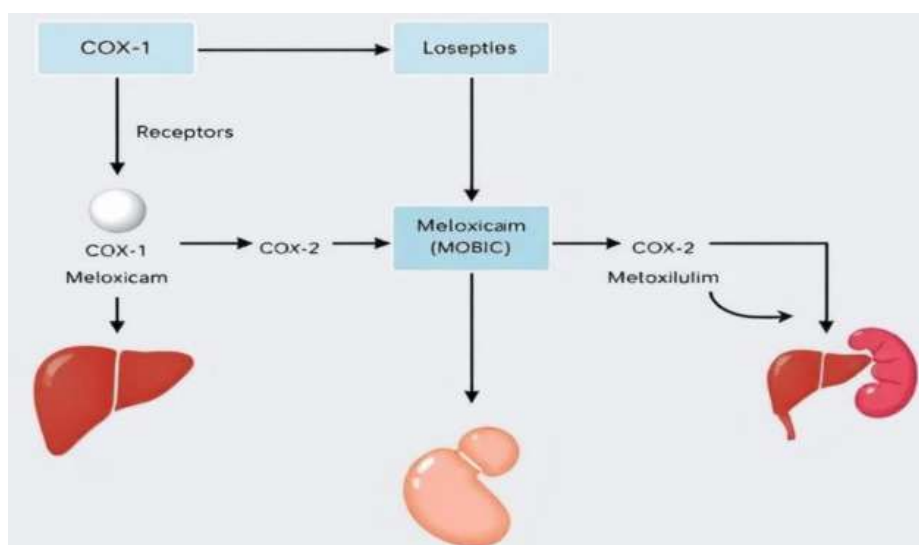 COX-1
Losepties
Receptors
COX-1
Meloxicam
COX-2
Meloxicaim
(MOBIC)
COX-2
Metoxilulim